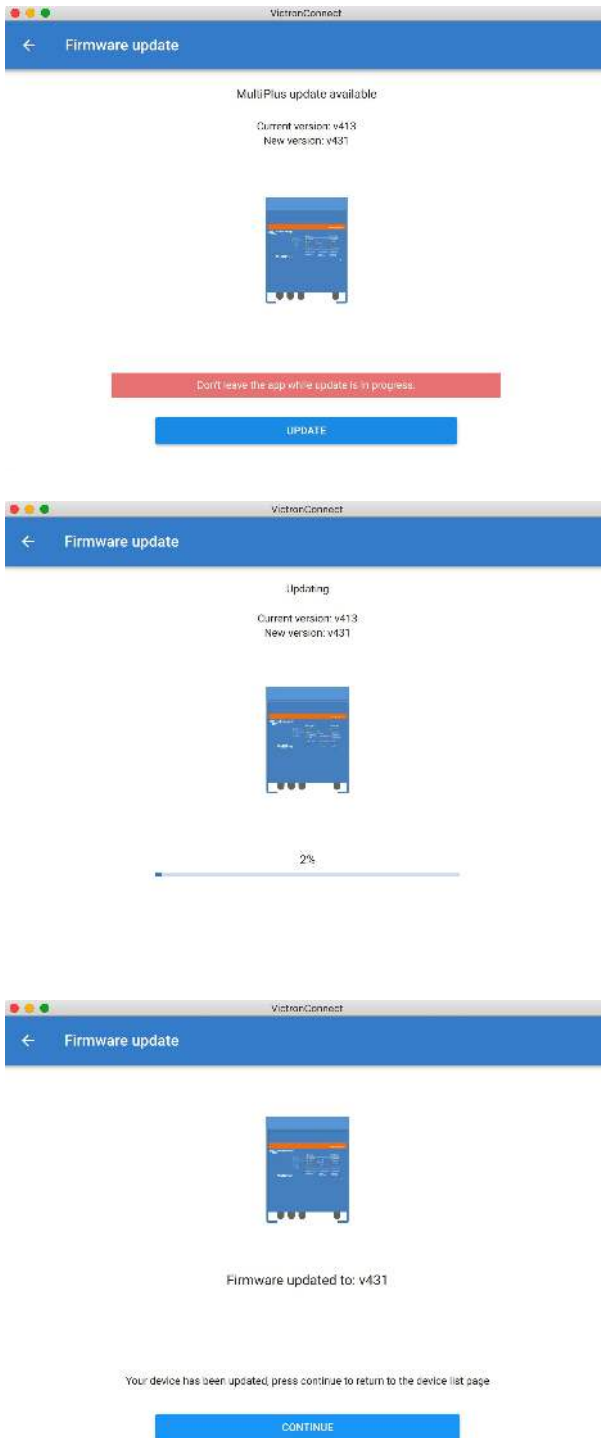 VictronConnect
Firmware update
MultiPlus update available
Current version: v413
New version: v431
Don't leave the app while update is in progress.
UPDATE
VictronConnect
Firmware update
Updating
Current version: v413
New version: v431
2%
VictronConnect
Firmware update
Firmware updated to: v431
Your device has been updated, press continue to return to the device list page
CONTINUE